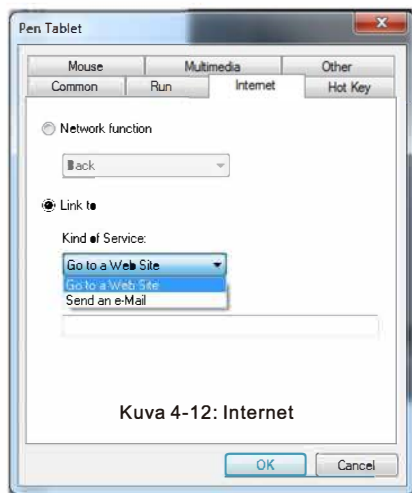 Pen Tablet
Mouse Multimedia Other
Common Run Internet Hot Key
Network function
Back
Link to
Kind of Service:
Go to a Web Site
Go to a Web Site
Send an e-Mail
Kuva 4-12: Internet
OK Cancel